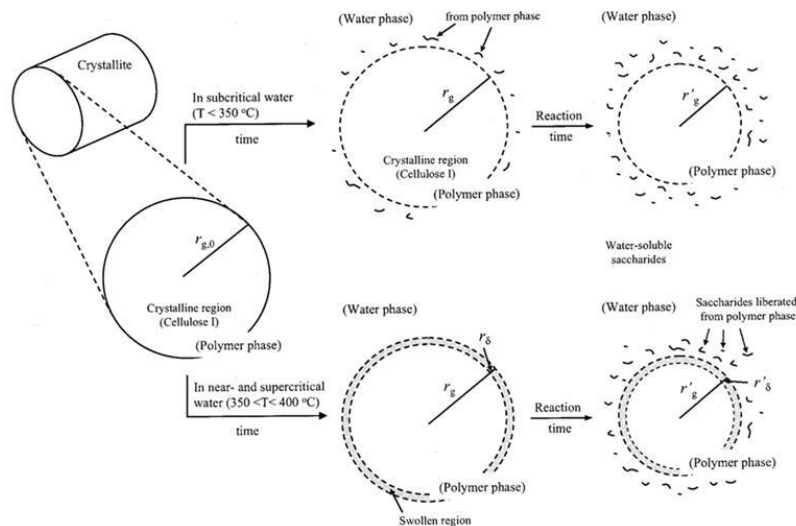 Crystallite
In subcritical water
(T < 350 °C)
time
(Water phase)
from polymer phase
r_g
Crystalline region
(Cellulose I)
(Polymer phase)
Reaction
time
(Water phase)
r'_g
(Polymer phase)
r_g,0
Crystalline region
(Cellulose I)
(Polymer phase)
Water-soluble
saccharides
In near- and supercritical
water (350 <T< 400 °C)
time
(Water phase)
r_δ
r_g
(Polymer phase)
Swollen region
Reaction
time
(Water phase)
Saccharides liberated
from polymer phase
r'_g
r'_δ
(Polymer phase)